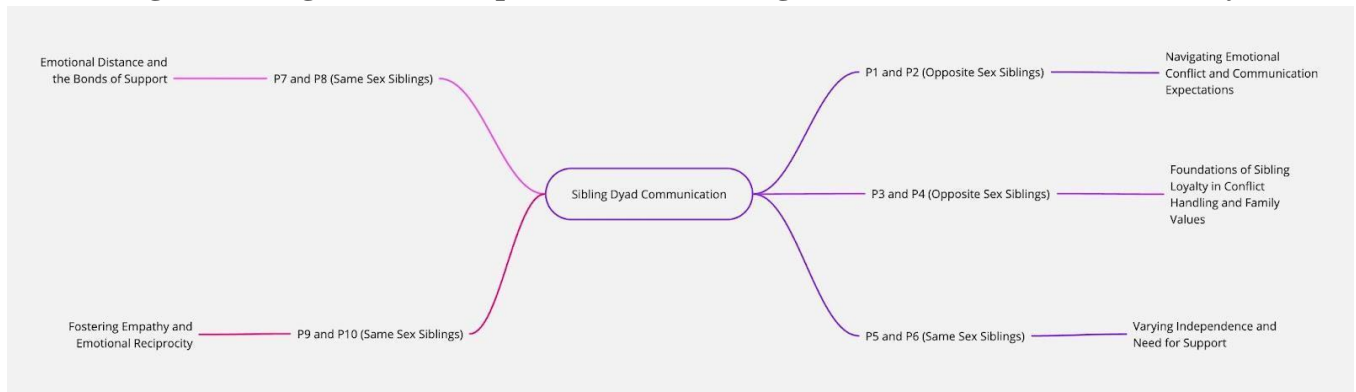 Emotional Distance and
the Bonds of Support
P7 and P8 (Same Sex Siblings)
P9 and P10 (Same Sex Siblings)
Fostering Empathy and
Emotional Reciprocity
Sibling Dyad Communication
P1 and P2 (Opposite Sex Siblings)
Navigating Emotional
Conflict and Communication
Expectations
P3 and P4 (Opposite Sex Siblings)
Foundations of Sibling
Loyalty in Conflict
Handling and Family
Values
P5 and P6 (Same Sex Siblings)
Varying Independence and
Need for Support